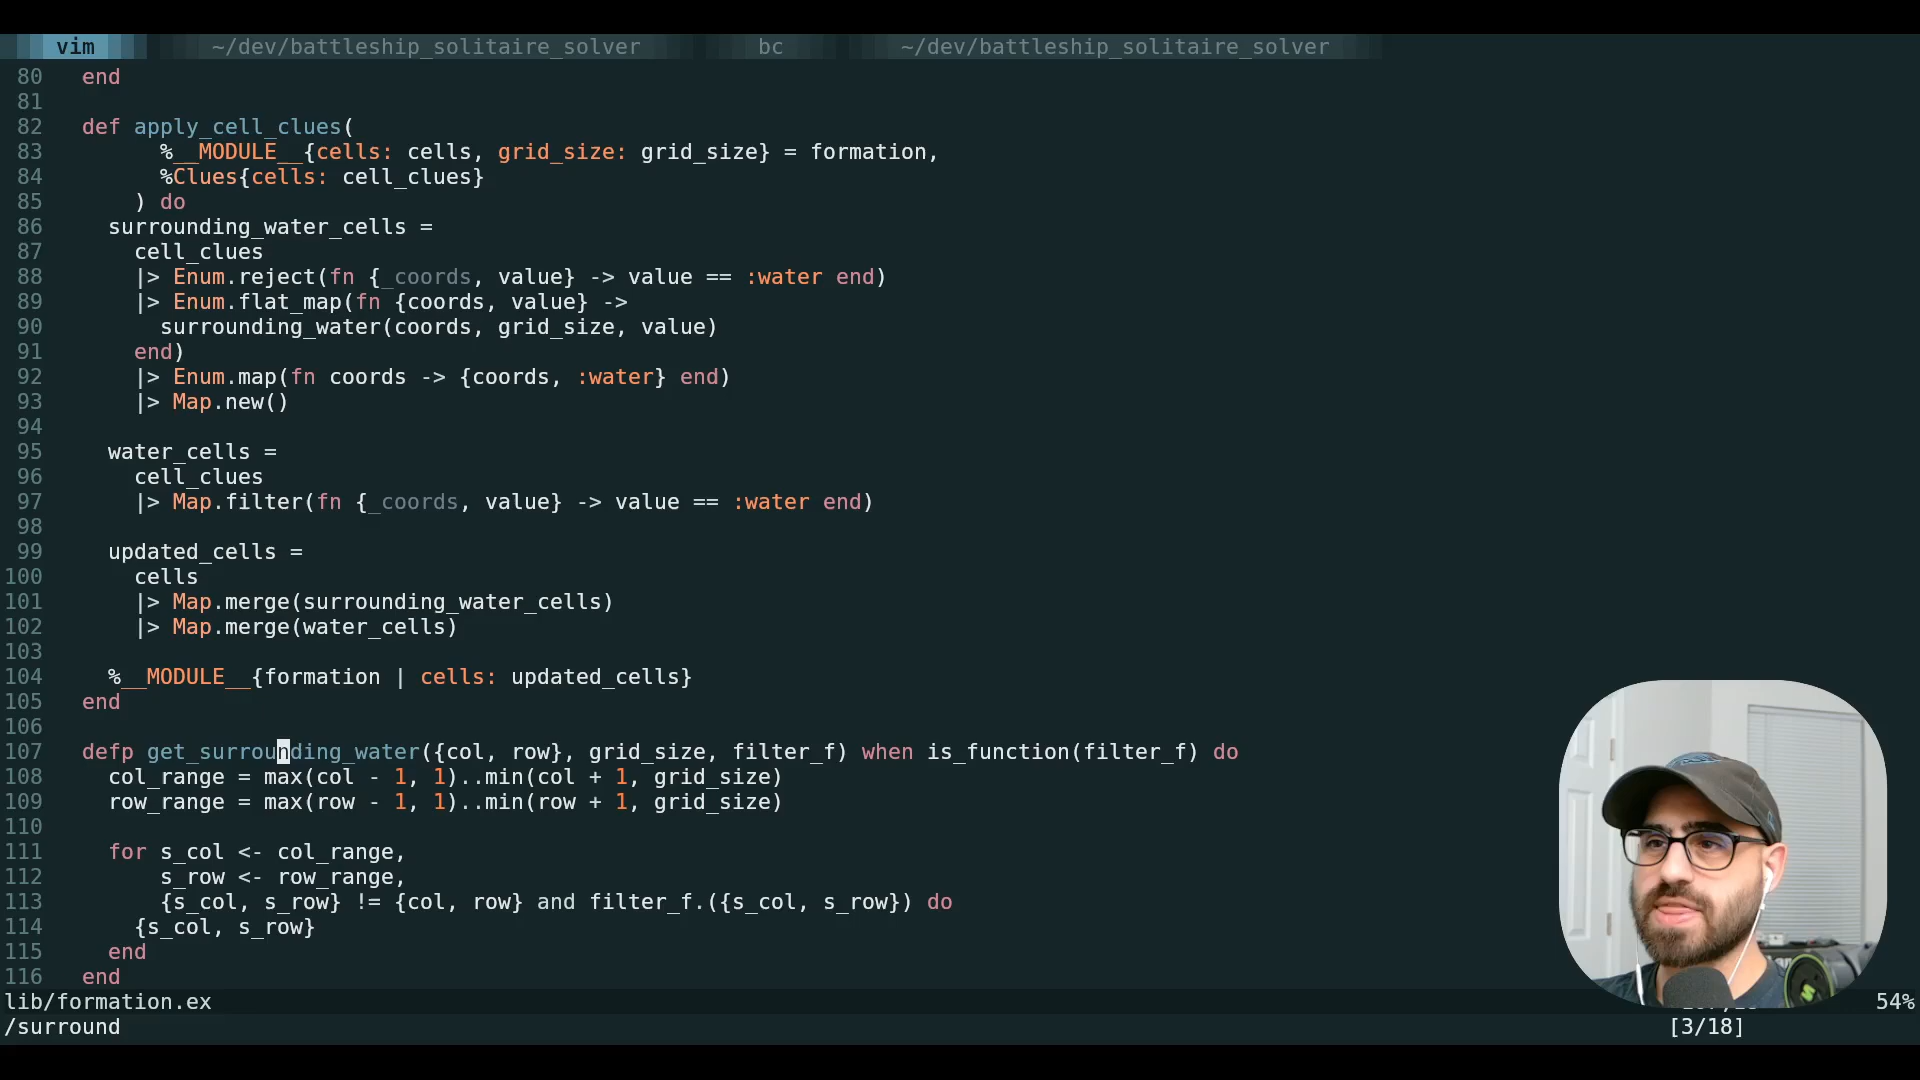 vim ~/dev/battleship_solitaire_solver bc ~/dev/battleship_solitaire_solver
80 end
81
82 def apply_cell_clues(
83 %__MODULE__{cells: cells, grid_size: grid_size} = formation,
84 %Clues{cells: cell_clues}
85 ) do
86 surrounding_water_cells =
87 cell_clues
88 |> Enum.reject(fn {_coords, value} -> value == :water end)
89 |> Enum.flat_map(fn {coords, value} ->
90 surrounding_water(coords, grid_size, value)
91 end)
92 |> Enum.map(fn coords -> {coords, :water} end)
93 |> Map.new()
94
95 water_cells =
96 cell_clues
97 |> Map.filter(fn {_coords, value} -> value == :water end)
98
99 updated_cells =
100 cells
101 |> Map.merge(surrounding_water_cells)
102 |> Map.merge(water_cells)
103
104 %__MODULE__{formation | cells: updated_cells}
105 end
106
107 defp get_surrounding_water({col, row}, grid_size, filter_f) when is_function(filter_f) do
108 col_range = max(col - 1, 1)..min(col + 1, grid_size)
109 row_range = max(row - 1, 1)..min(row + 1, grid_size)
110
111 for s_col <- col_range,
112 s_row <- row_range,
113 {s_col, s_row} != {col, row} and filter_f.({s_col, s_row}) do
114 {s_col, s_row}
115 end
116 end
lib/formation.ex 54%
/surround [3/18]